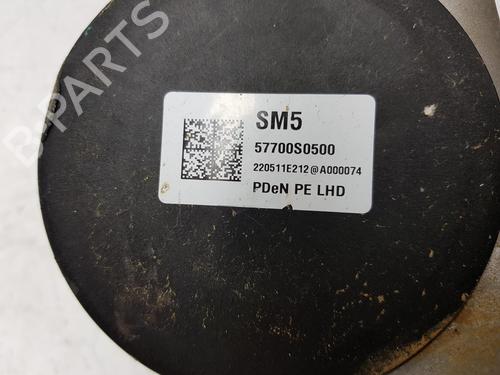 B-PARTS
SM5
57700S0500
220511E212@A000074
PDeN PE LHD